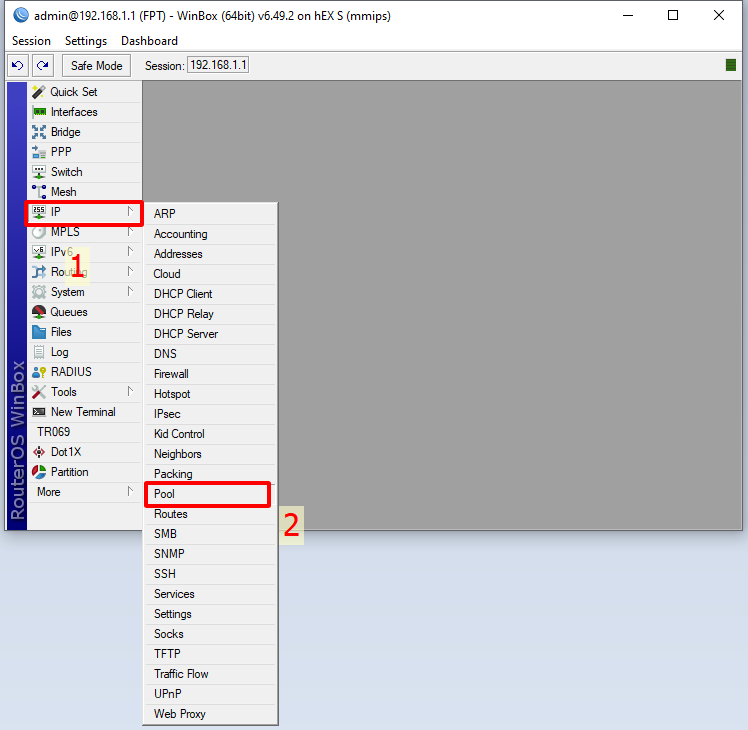 admin@192.168.1.1 (FPT) - WinBox (64bit) v6.49.2 on hEX S (mmips)
Session Settings Dashboard
Safe Mode Session: 192.168.1.1
Quick Set
Interfaces
Bridge
PPP
Switch
Mesh
IP
MPLS
IPv6
Routing
System
Queues
Files
Log
RADIUS
Tools
New Terminal
TR069
Dot1X
Partition
More
RouterOS WinBox
1
ARP
Accounting
Addresses
Cloud
DHCP Client
DHCP Relay
DHCP Server
DNS
Firewall
Hotspot
IPsec
Kid Control
Neighbors
Packing
Pool
Routes
SMB
SNMP
SSH
Services
Settings
Socks
TFTP
Traffic Flow
UPnP
Web Proxy
2